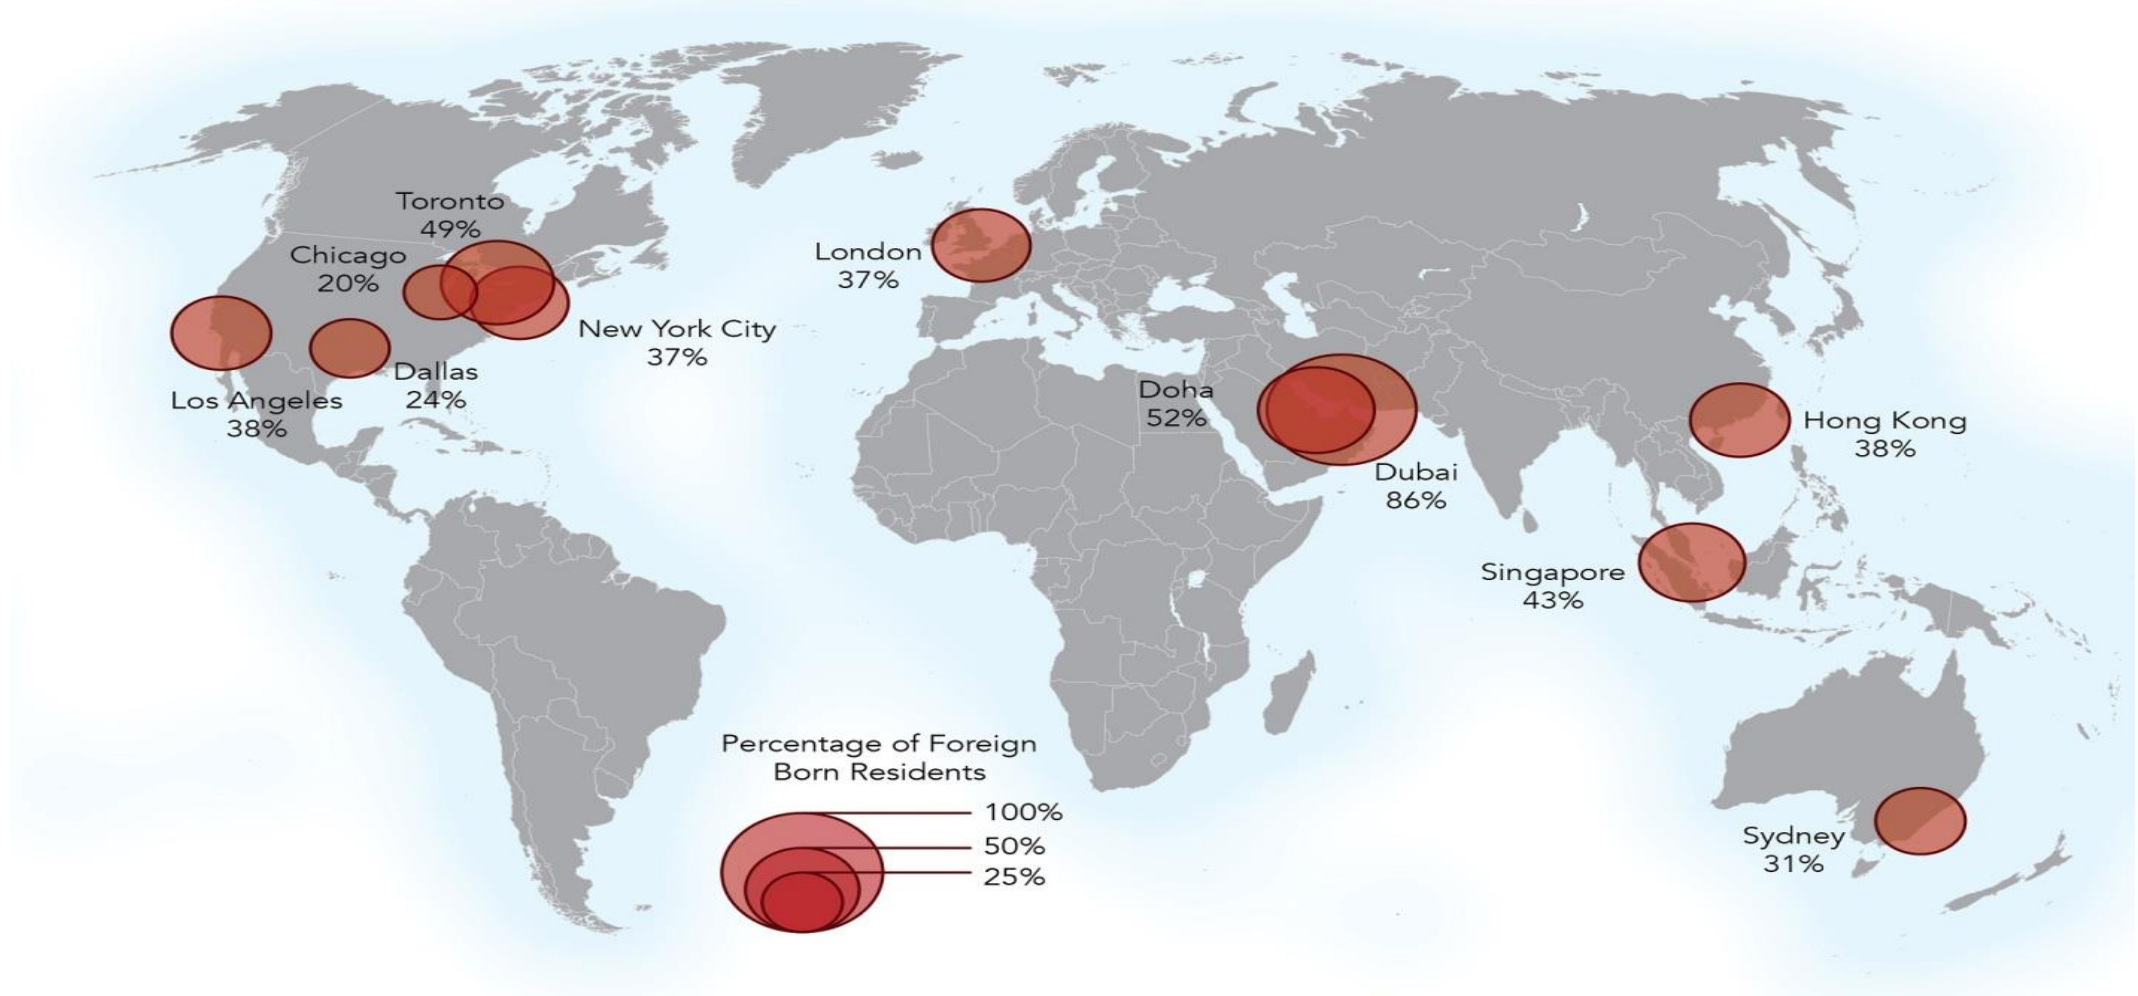 Toronto
49%
Chicago
20%
London
37%
New York City
37%
Dallas
24%
Los Angeles
38%
Doha
52%
Dubai
86%
Hong Kong
38%
Singapore
43%
Percentage of Foreign
Born Residents
100%
50%
25%
Sydney
31%